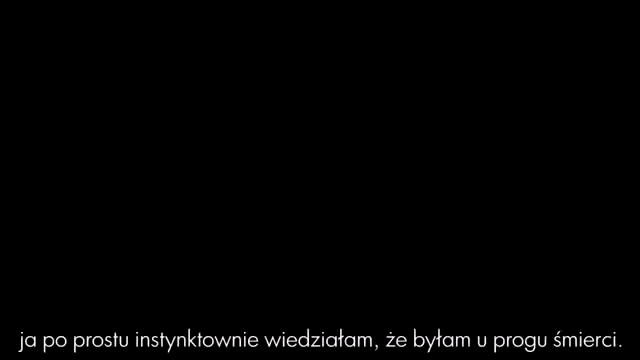 ja po prostu instynktownie wiedziałam, że byłam u progu śmierci.